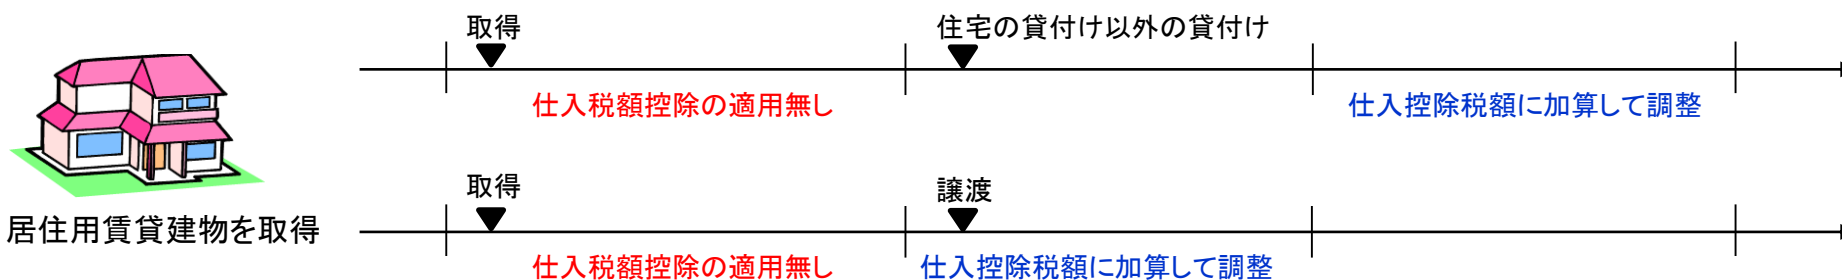 取得
住宅の貸付け以外の貸付け
仕入税額控除の適用無し
仕入控除税額に加算して調整
居住用賃貸建物を取得
取得
譲渡
仕入税額控除の適用無し
仕入控除税額に加算して調整